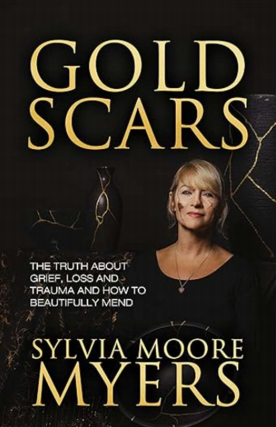 GOLD
SCARS
THE TRUTH ABOUT
GRIEF, LOSS AND
TRAUMA AND HOW TO
BEAUTIFULLY MEND
SYLVIA MOORE
MYERS